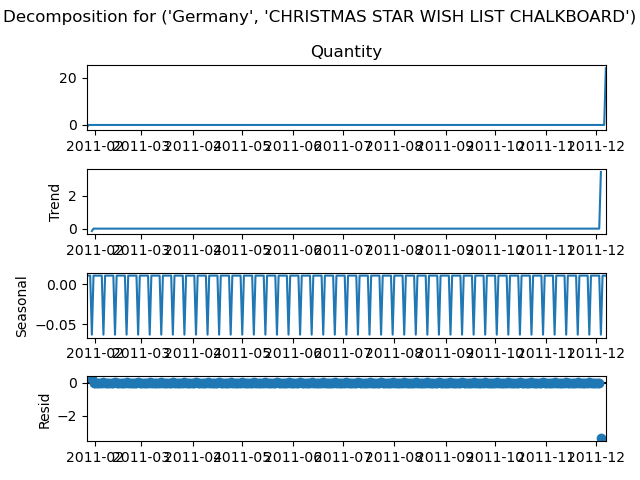 Decomposition for ('Germany', 'CHRISTMAS STAR WISH LIST CHALKBOARD')
Quantity
20
0
2011-02 2011-03 2011-04 2011-05 2011-06 2011-07 2011-08 2011-09 2011-10 2011-11 2011-12
Trend
2
0
2011-02 2011-03 2011-04 2011-05 2011-06 2011-07 2011-08 2011-09 2011-10 2011-11 2011-12
Seasonal
0.00
−0.05
2011-02 2011-03 2011-04 2011-05 2011-06 2011-07 2011-08 2011-09 2011-10 2011-11 2011-12
Resid
0
−2
2011-02 2011-03 2011-04 2011-05 2011-06 2011-07 2011-08 2011-09 2011-10 2011-11 2011-12